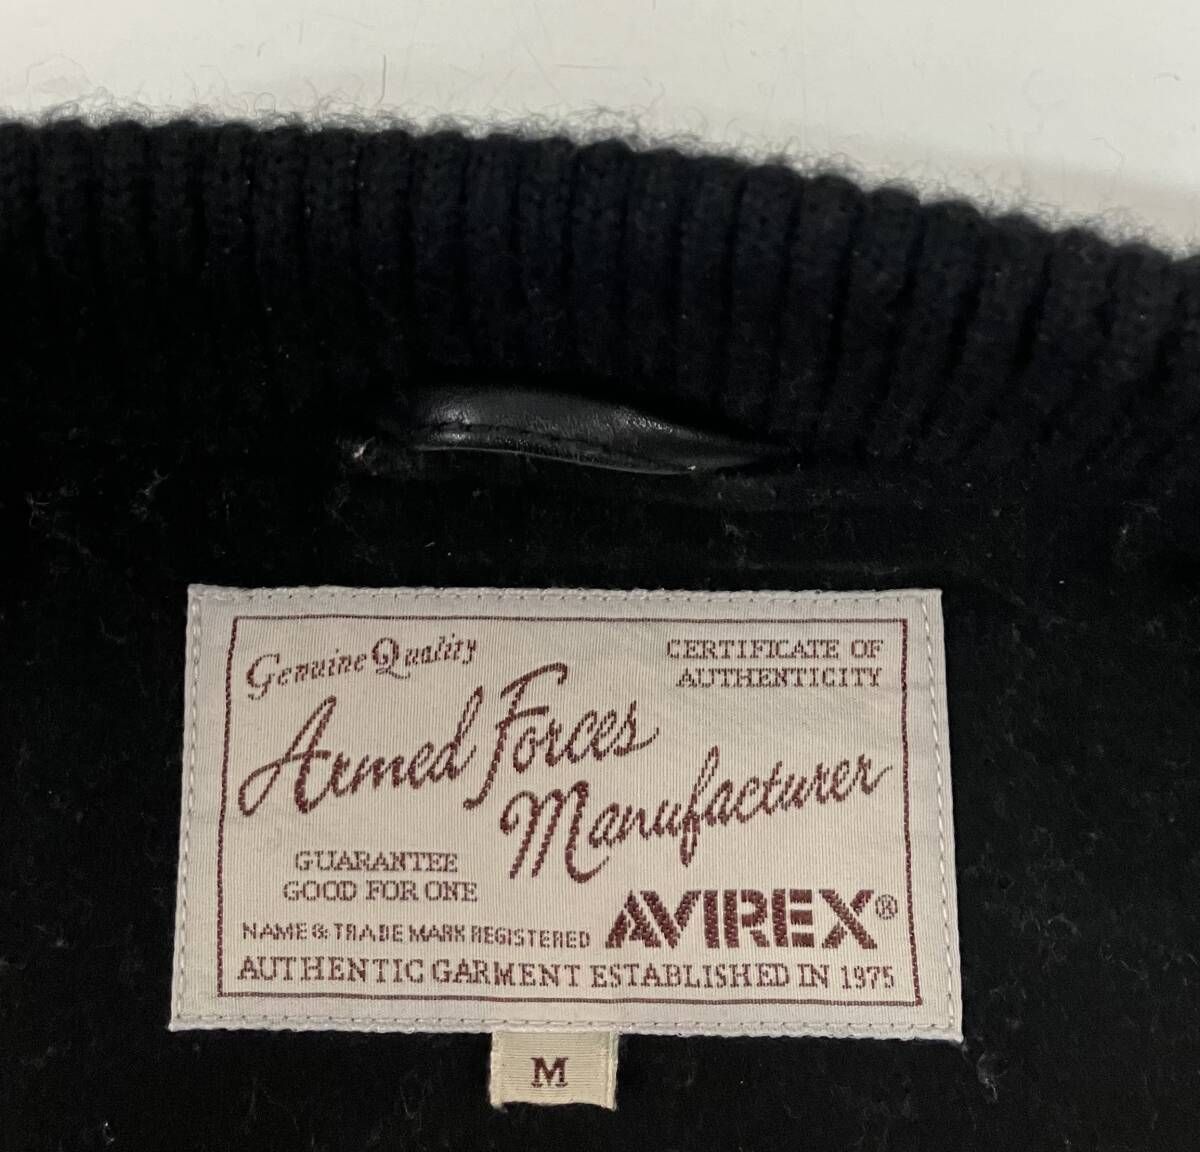 Genuine Quality
CERTIFICATE OF
AUTHENTICITY
Armed Forces
Manufacturer
GUARANTEE
GOOD FOR ONE
NAME & TRADE MARK REGISTERED
AVIREX®
AUTHENTIC GARMENT ESTABLISHED IN 1975
M